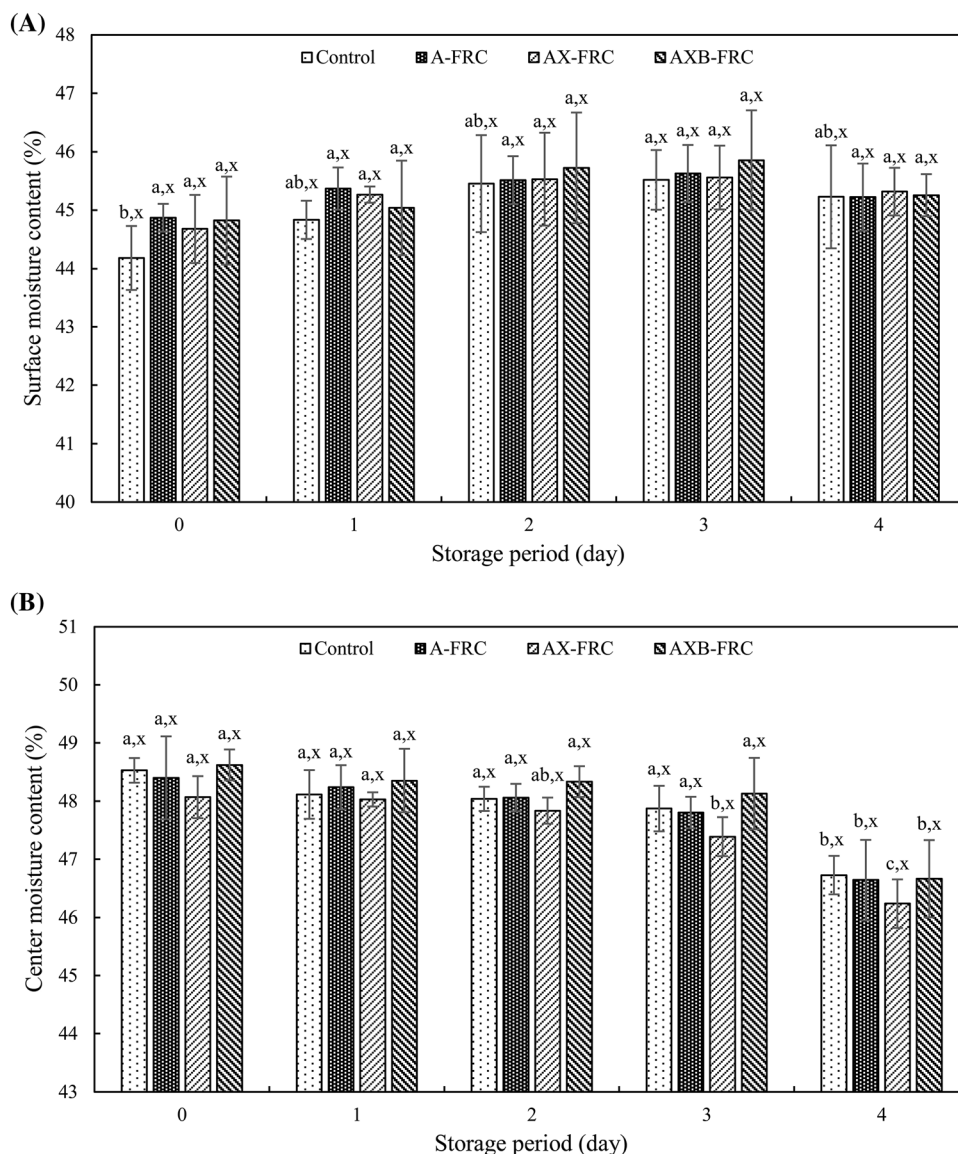 (A)
48
Control A-FRC AX-FRC AXB-FRC
47
a,x
ab,x a,x a,x
a,x a,x a,x
46
ab,x a,x a,x
a,x a,x
a,x
ab,x a,x a,x a,x
b,x a,x a,x
45
44
43
42
41
40
Surface moisture content (%)
0 1 2 3 4
Storage period (day)
(B)
51
Control A-FRC AX-FRC AXB-FRC
50
49
a,x a,x a,x a,x
a,x a,x a,x a,x
a,x a,x ab,x a,x
a,x a,x b,x a,x
b,x b,x c,x b,x
48
47
46
45
44
43
Center moisture content (%)
0 1 2 3 4
Storage period (day)